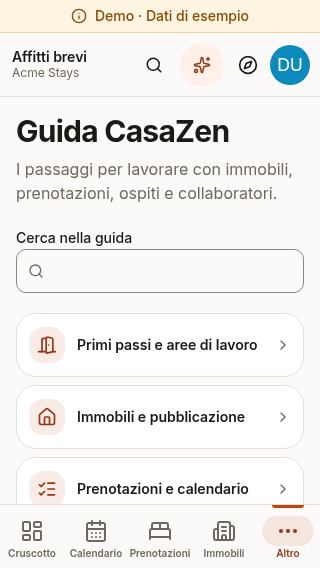 Demo · Dati di esempio
Affitti brevi
Acme Stays
DU
Guida CasaZen
I passaggi per lavorare con immobili,
prenotazioni, ospiti e collaboratori.
Cerca nella guida
Primi passi e aree di lavoro
Immobili e pubblicazione
Prenotazioni e calendario
Cruscotto
Calendario
Prenotazioni
Immobili
Altro